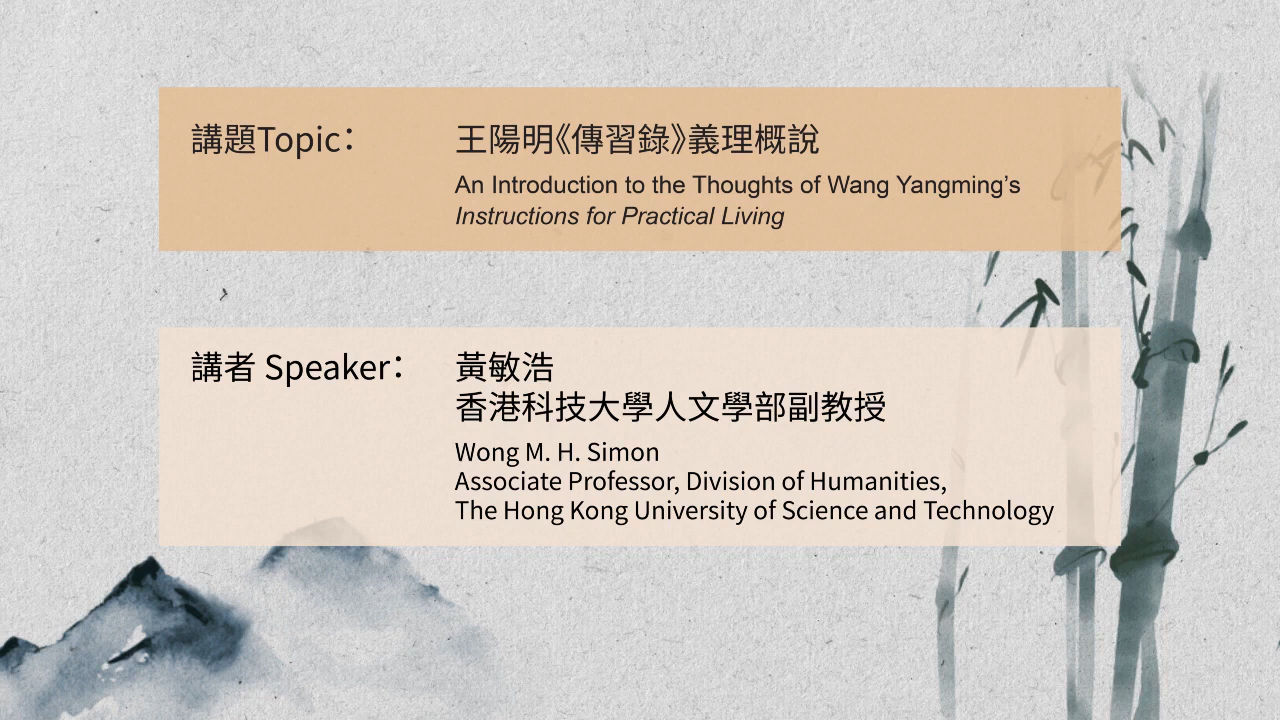 講題Topic：
王陽明《傳習錄》義理概說
An Introduction to the Thoughts of Wang Yangming’s
Instructions for Practical Living
講者 Speaker：
黃敏浩
香港科技大學人文學部副教授
Wong M. H. Simon
Associate Professor, Division of Humanities,
The Hong Kong University of Science and Technology